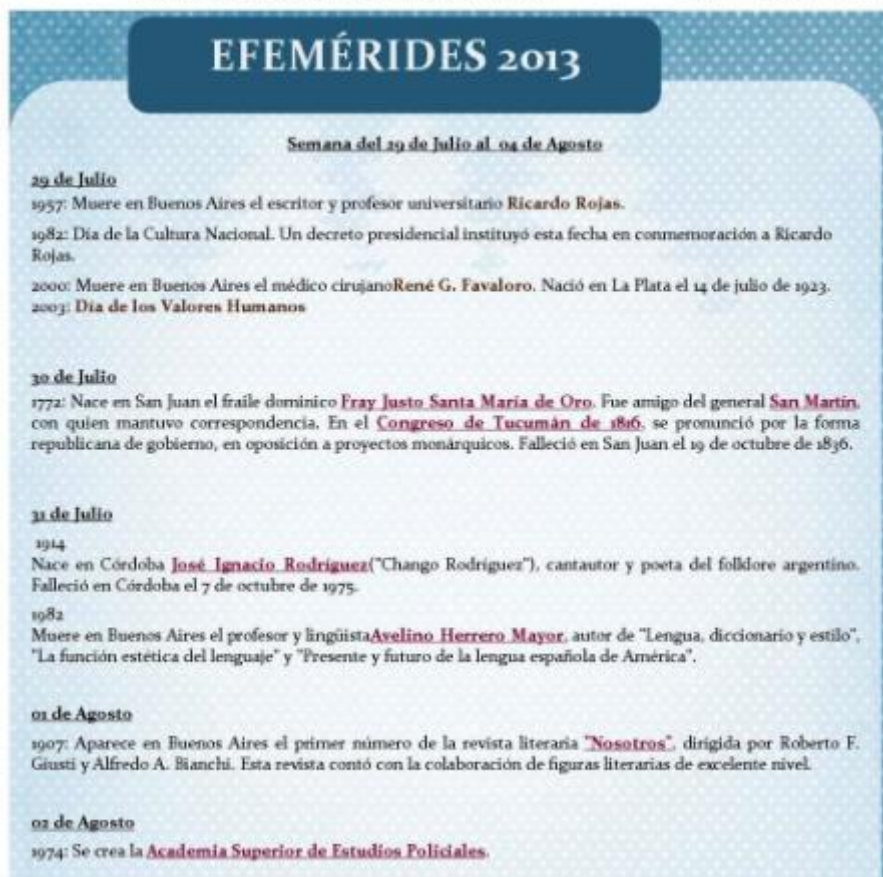 EFEMÉRIDES 2013
Semana del 29 de Julio al 04 de Agosto
29 de Julio
1957: Muere en Buenos Aires el escritor y profesor universitario Ricardo Rojas.
1982: Día de la Cultura Nacional. Un decreto presidencial instituyó esta fecha en conmemoración a Ricardo
Rojas.
2000: Muere en Buenos Aires el médico cirujanoRené G. Favaloro. Nació en La Plata el 14 de julio de 1923.
2003: Día de los Valores Humanos
30 de Julio
1772: Nace en San Juan el fraile dominico Fray Justo Santa María de Oro. Fue amigo del general San Martín,
con quien mantuvo correspondencia. En el Congreso de Tucumán de 1816, se pronunció por la forma
republicana de gobierno, en oposición a proyectos monárquicos. Falleció en San Juan el 19 de octubre de 1836.
31 de Julio
1914
Nace en Córdoba José Ignacio Rodríguez("Chango Rodríguez"), cantautor y poeta del folklore argentino.
Falleció en Córdoba el 7 de octubre de 1975.
1982
Muere en Buenos Aires el profesor y lingüistaAvelino Herrero Mayor, autor de "Lengua, diccionario y estilo",
"La función estética del lenguaje" y "Presente y futuro de la lengua española de América".
01 de Agosto
1907: Aparece en Buenos Aires el primer número de la revista literaria "Nosotros", dirigida por Roberto F.
Giusti y Alfredo A. Bianchi. Esta revista contó con la colaboración de figuras literarias de excelente nivel.
02 de Agosto
1974: Se crea la Academia Superior de Estudios Policiales.